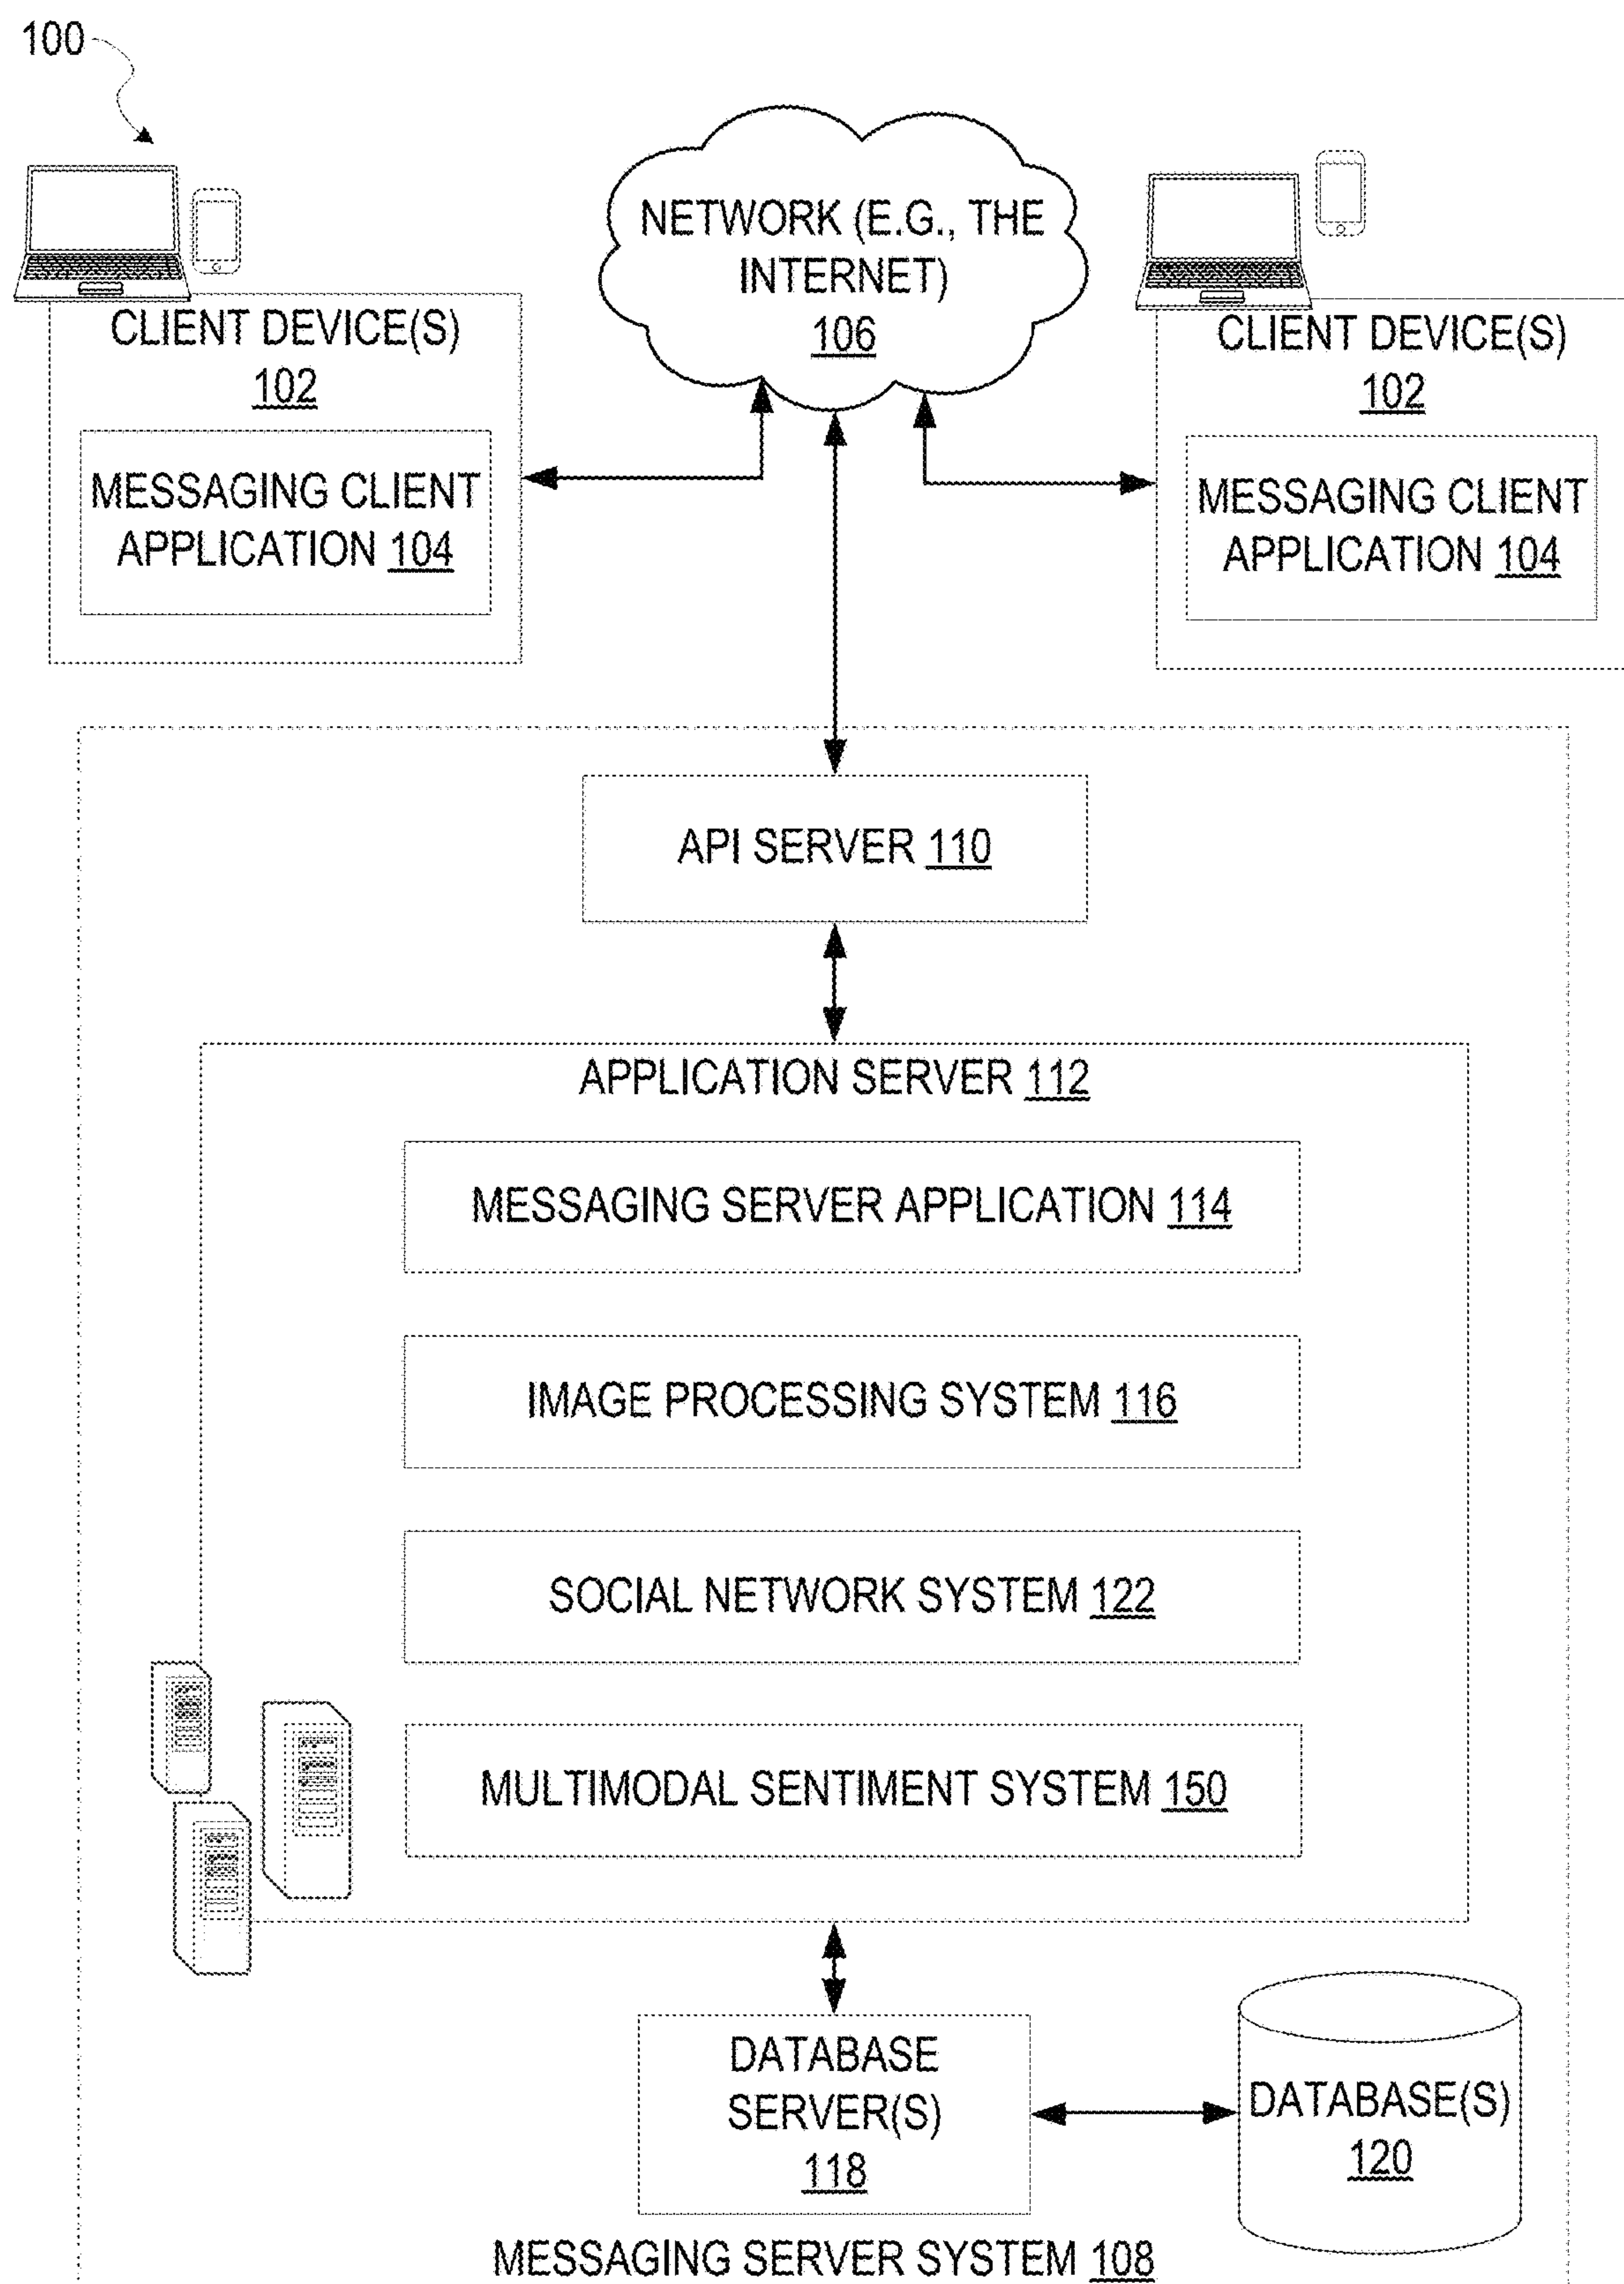 100
NETWORK (E.G., THE
INTERNET)
106
CLIENT DEVICE(S)
102
MESSAGING CLIENT
APPLICATION 104
CLIENT DEVICE(S)
102
MESSAGING CLIENT
APPLICATION 104
API SERVER 110
APPLICATION SERVER 112
MESSAGING SERVER APPLICATION 114
IMAGE PROCESSING SYSTEM 116
SOCIAL NETWORK SYSTEM 122
MULTIMODAL SENTIMENT SYSTEM 150
DATABASE
SERVER(S)
118
DATABASE(S)
120
MESSAGING SERVER SYSTEM 108